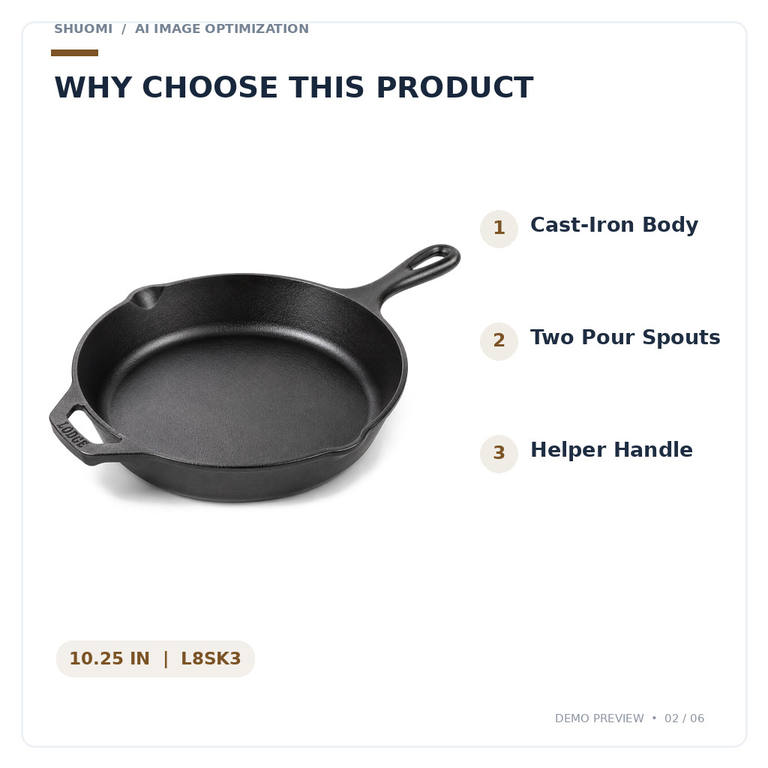 SHUOMI / AI IMAGE OPTIMIZATION
WHY CHOOSE THIS PRODUCT
1 Cast-Iron Body
2 Two Pour Spouts
3 Helper Handle
LODGE
10.25 IN | L8SK3
DEMO PREVIEW • 02 / 06